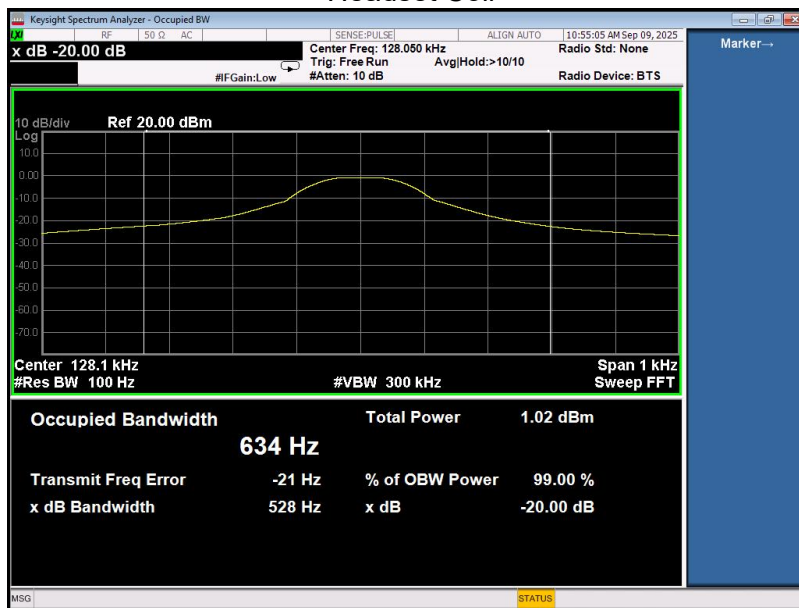 Keysight Spectrum Analyzer - Occupied BW
LXI RF 50 Ω AC SENSE:PULSE ALIGN AUTO 10:55:05 AM Sep 09, 2025
x dB -20.00 dB Center Freq: 128.050 kHz Radio Std: None Marker→
Trig: Free Run Avg|Hold:>10/10
#IFGain:Low #Atten: 10 dB Radio Device: BTS
10 dB/div Ref 20.00 dBm
Log
10.0
0.00
-10.0
-20.0
-30.0
-40.0
-50.0
-60.0
-70.0
Center 128.1 kHz Span 1 kHz
#Res BW 100 Hz #VBW 300 kHz Sweep FFT
Occupied Bandwidth Total Power 1.02 dBm
634 Hz
Transmit Freq Error -21 Hz % of OBW Power 99.00 %
x dB Bandwidth 528 Hz x dB -20.00 dB
MSG STATUS